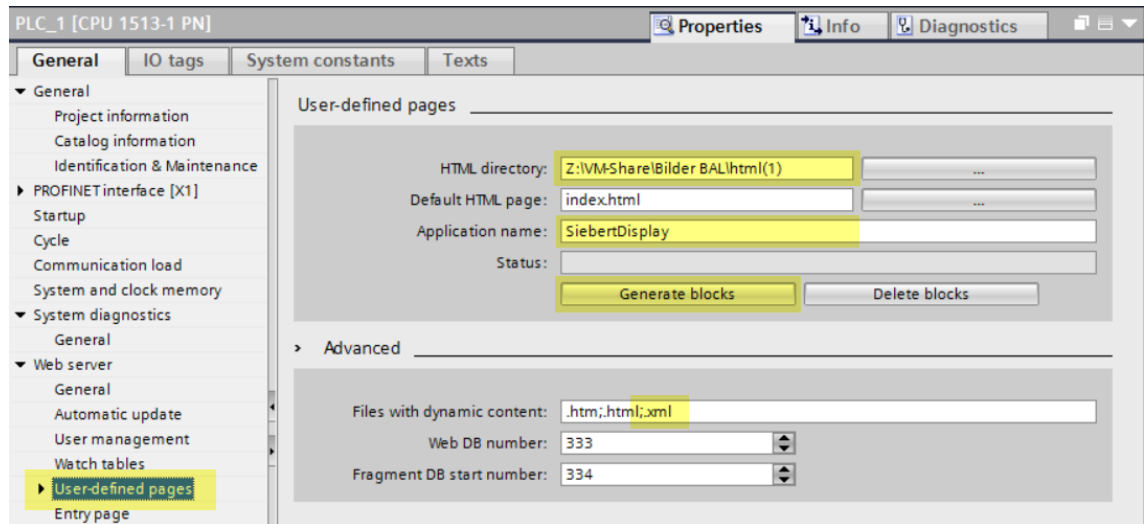 PLC_1 [CPU 1513-1 PN]
Properties
Info
Diagnostics
General
IO tags
System constants
Texts
General
Project information
Catalog information
Identification & Maintenance
PROFINET interface [X1]
Startup
Cycle
Communication load
System and clock memory
System diagnostics
General
Web server
General
Automatic update
User management
Watch tables
User-defined pages
Entry page
User-defined pages
HTML directory: Z:\VM-Share\Bilder BAL\html(1) ...
Default HTML page: index.html ...
Application name: SiebertDisplay
Status:
Generate blocks Delete blocks
Advanced
Files with dynamic content: .htm;.html;.xml
Web DB number: 333
Fragment DB start number: 334